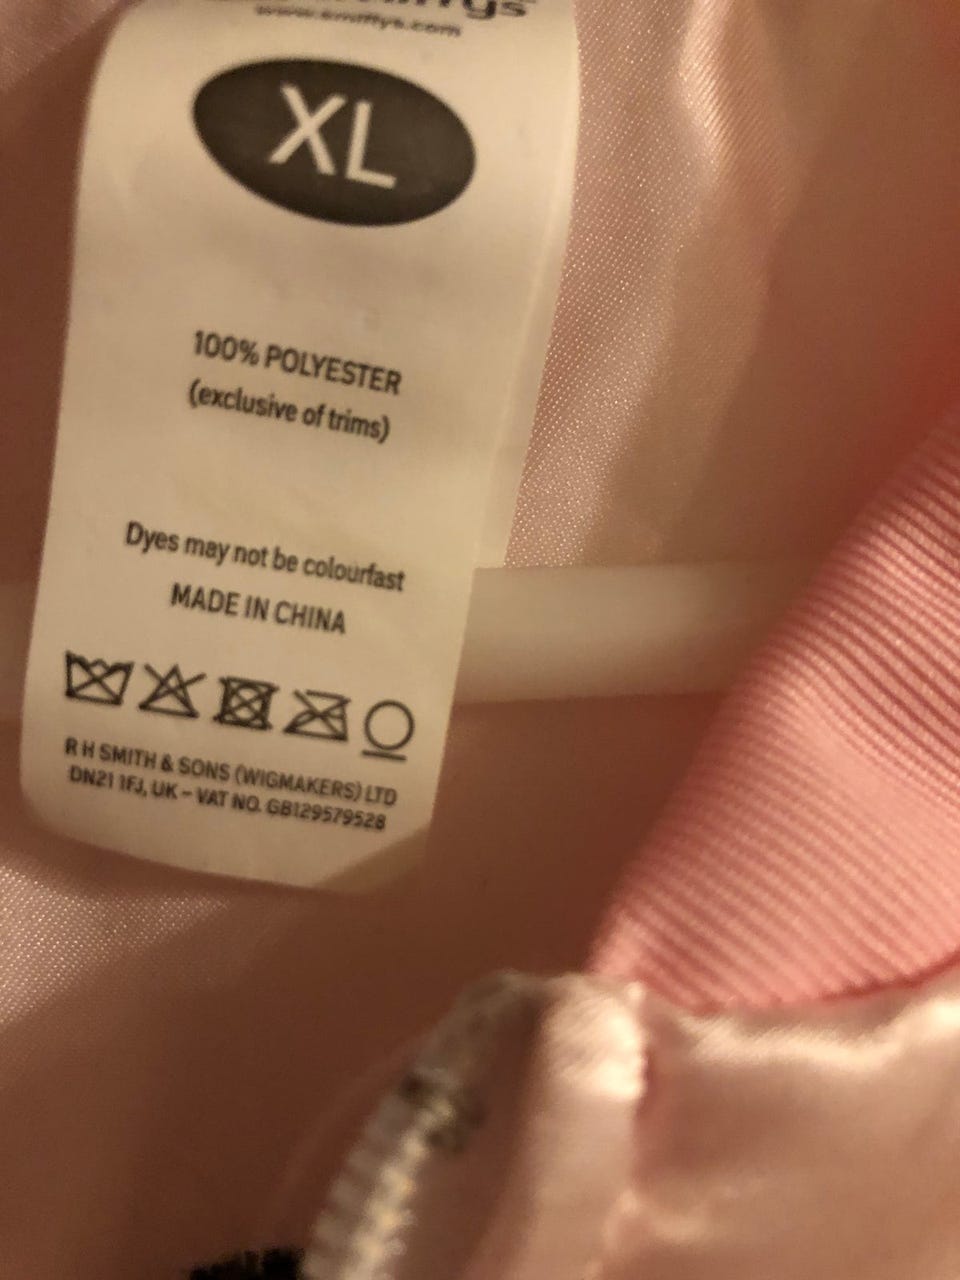 www.smiffys.com
XL
100% POLYESTER
(exclusive of trims)
Dyes may not be colourfast
MADE IN CHINA
R H SMITH & SONS (WIGMAKERS) LTD
DN21 1FJ, UK – VAT NO. GB129579528